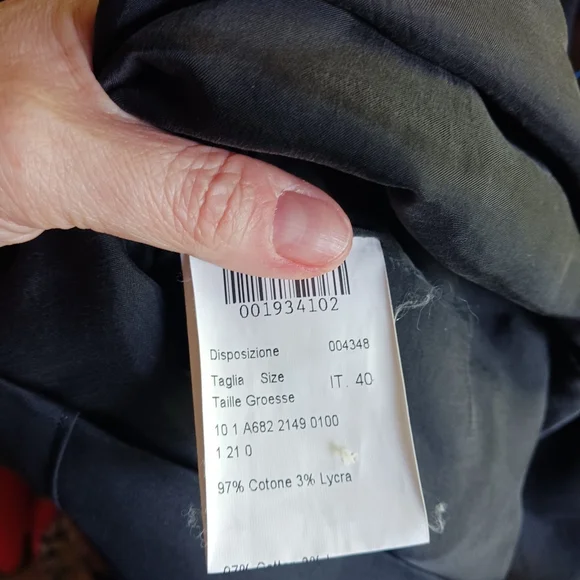 001934102
Disposizione 004348
Taglia Size IT. 40
Taille Groesse
10 1 A682 2149 0100
1 21 0
97% Cotone 3% Lycra